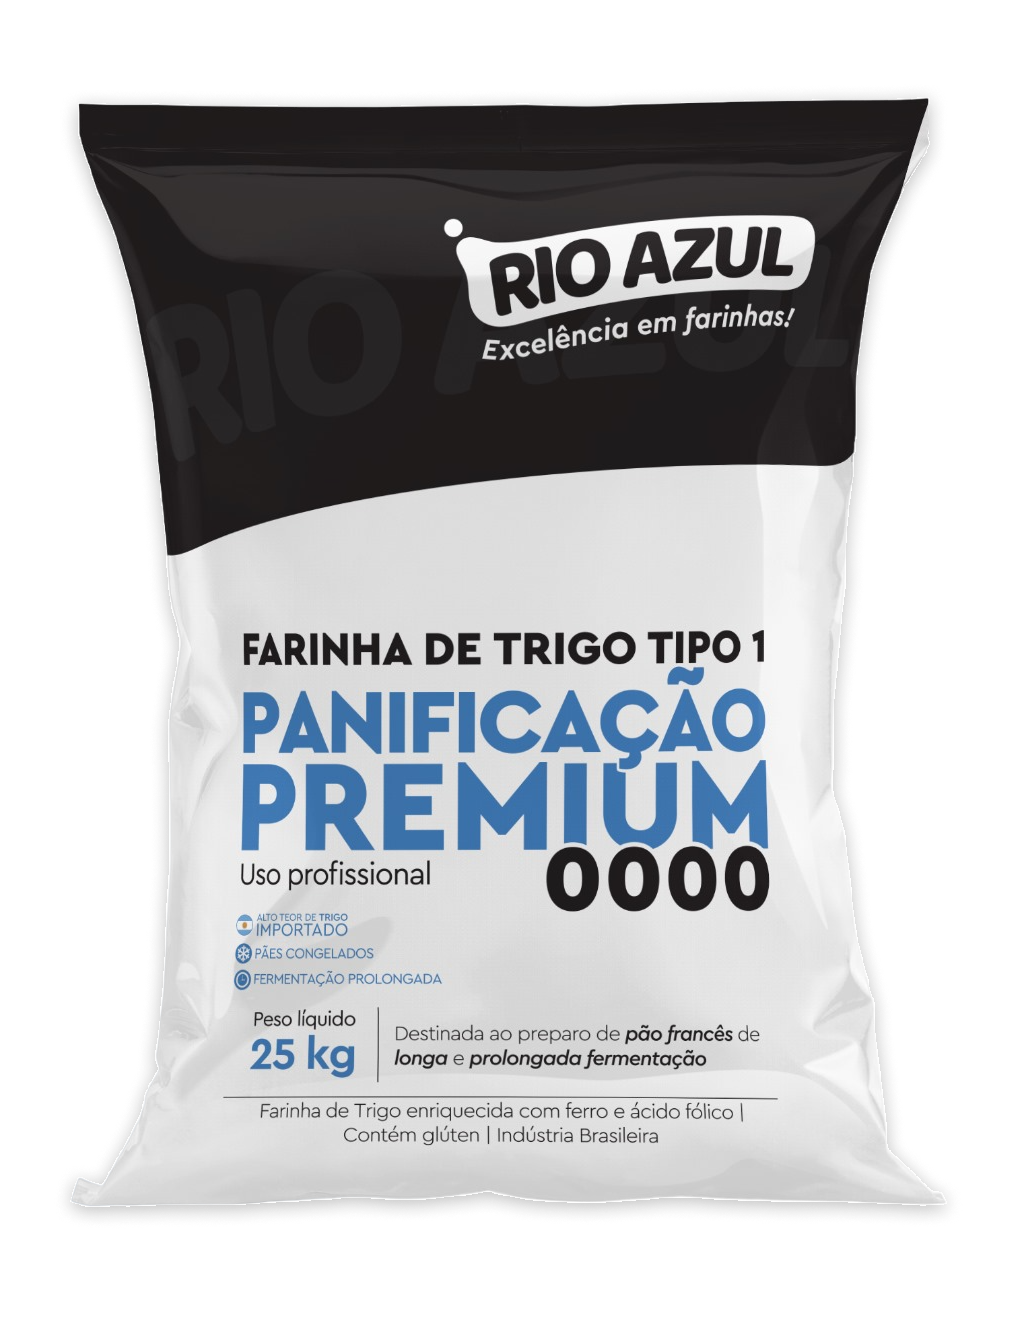 RIO AZUL
Excelência em farinhas!
RIO AZUL
FARINHA DE TRIGO TIPO 1
PANIFICAÇÃO
PREMIUM
0000
Uso profissional
ALTO TEOR DE TRIGO
IMPORTADO
PÃES CONGELADOS
FERMENTAÇÃO PROLONGADA
Peso líquido
25 kg
Destinada ao preparo de pão francês de
longa e prolongada fermentação
Farinha de Trigo enriquecida com ferro e ácido fólico |
Contém glúten | Indústria Brasileira